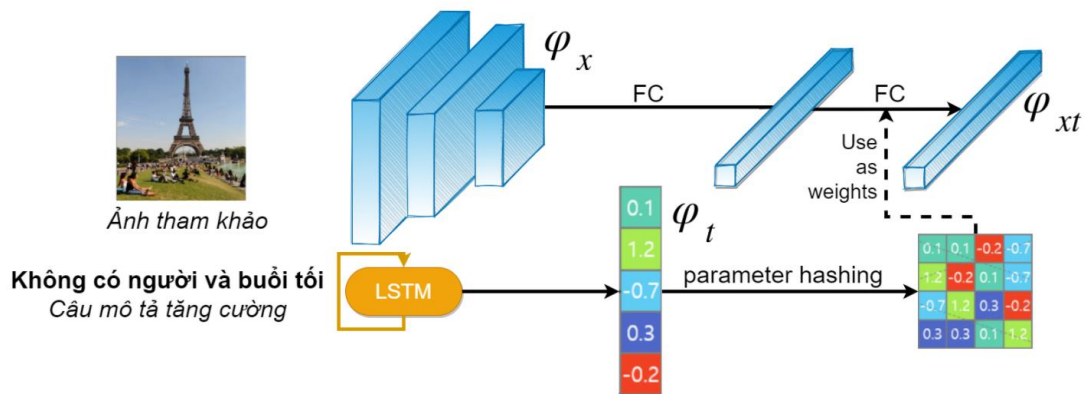 φx
FC
FC
φxt
Use
as
weights
Ảnh tham khảo
φt
0.1
1.2
-0.7
0.3
-0.2
Không có người và buổi tối
Câu mô tả tăng cường
LSTM
parameter hashing
0.1 0.1 -0.2 -0.7
-1.2 -0.2 0.1 -0.7
-0.7 1.2 0.3 -0.2
0.3 0.3 0.1 1.2